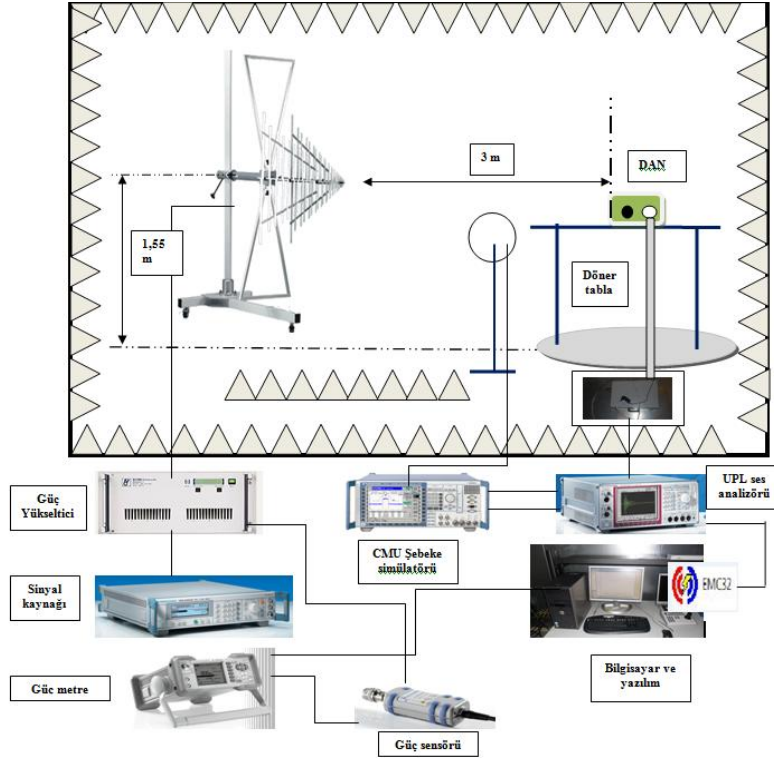 3 m
DAN
1,55
m
Döner
tabla
Güç
Yükseltici
CMU Şebeke
simülatörü
UPL ses
analizörü
Sinyal
kaynağı
EMC32
Güç metre
Bilgisayar ve
yazılım
Güç sensörü